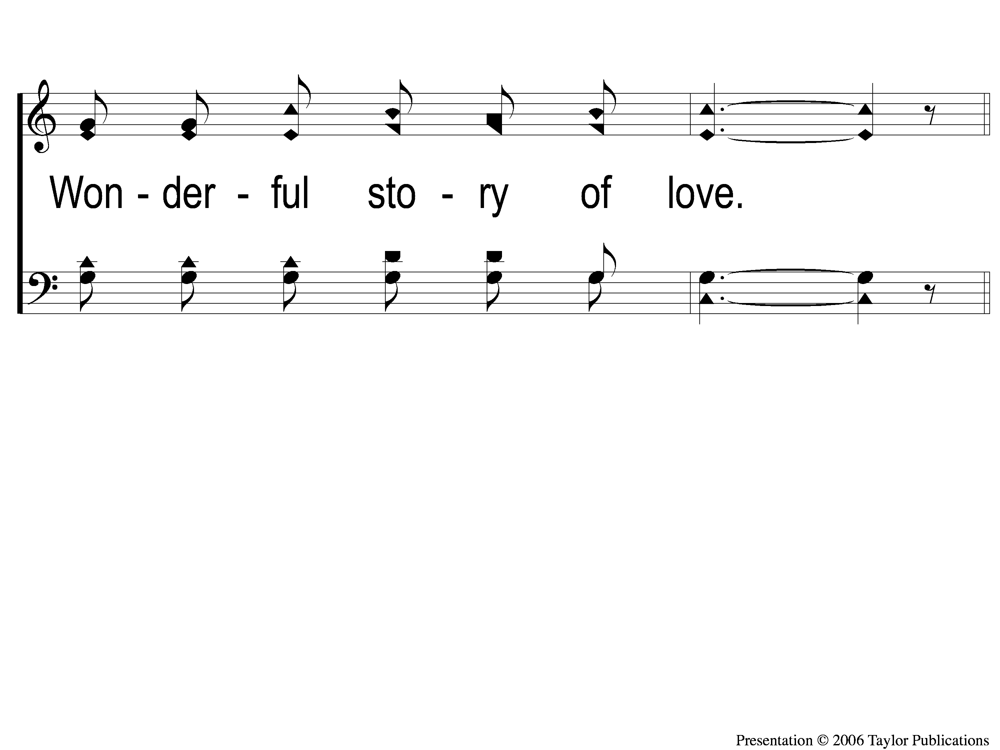 Won - der - ful sto - ry of love.
Presentation © 2006 Taylor Publications